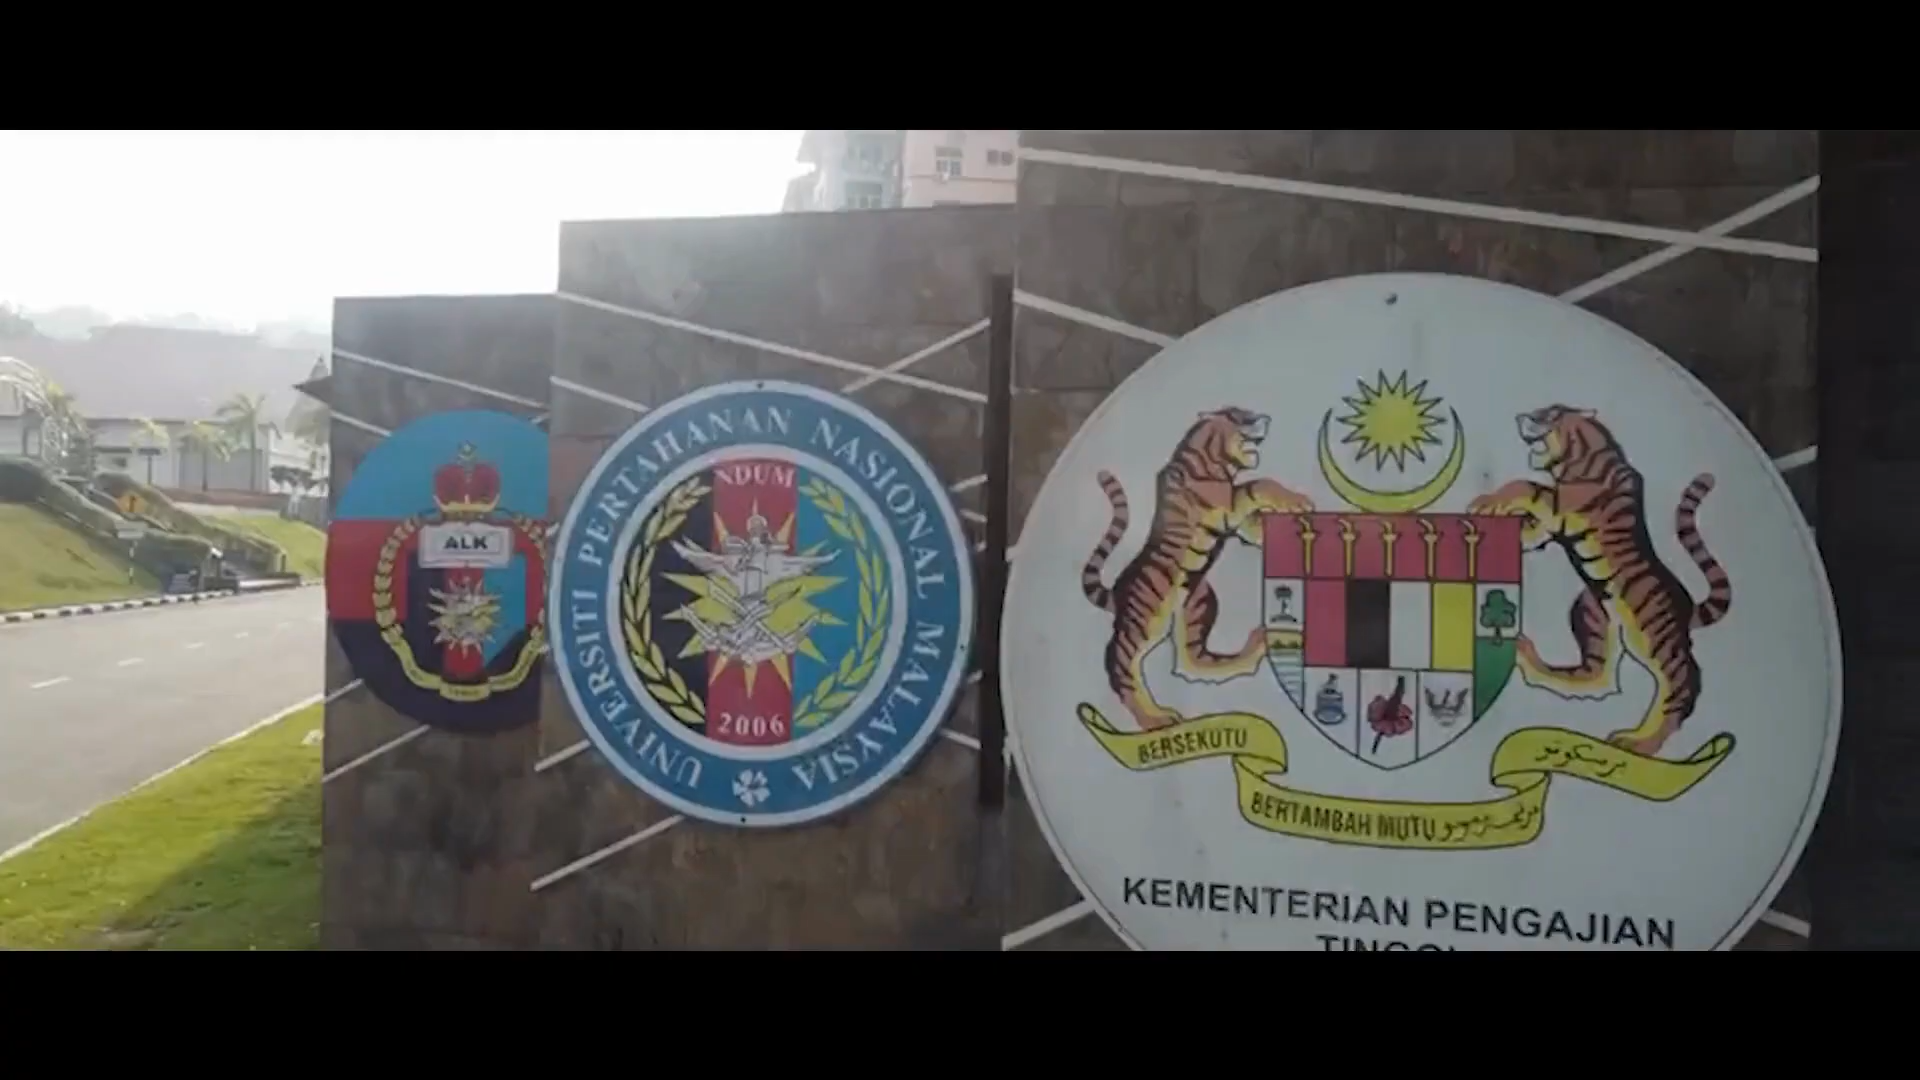 ALK
UNIVERSITI PERTAHANAN NASIONAL MALAYSIA
NDUM
2006
BERSEKUTU
برسکوتو
BERTAMBAH MUTU
KEMENTERIAN PENGAJIAN